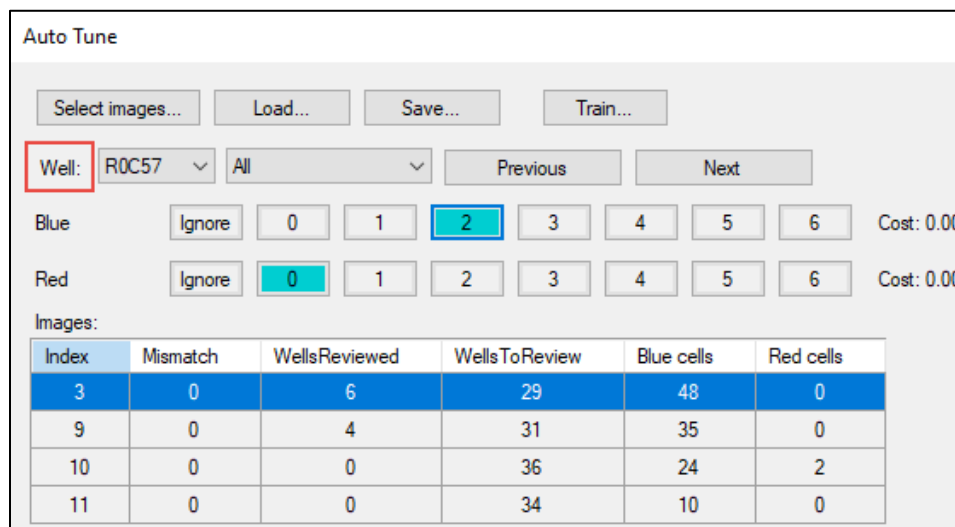 Auto Tune
Select images... Load... Save... Train...
Well: R0C57 All Previous Next
Blue Ignore 0 1 2 3 4 5 6 Cost: 0.00
Red Ignore 0 1 2 3 4 5 6 Cost: 0.00
Images:
Index Mismatch WellsReviewed WellsToReview Blue cells Red cells
3 0 6 29 48 0
9 0 4 31 35 0
10 0 0 36 24 2
11 0 0 34 10 0